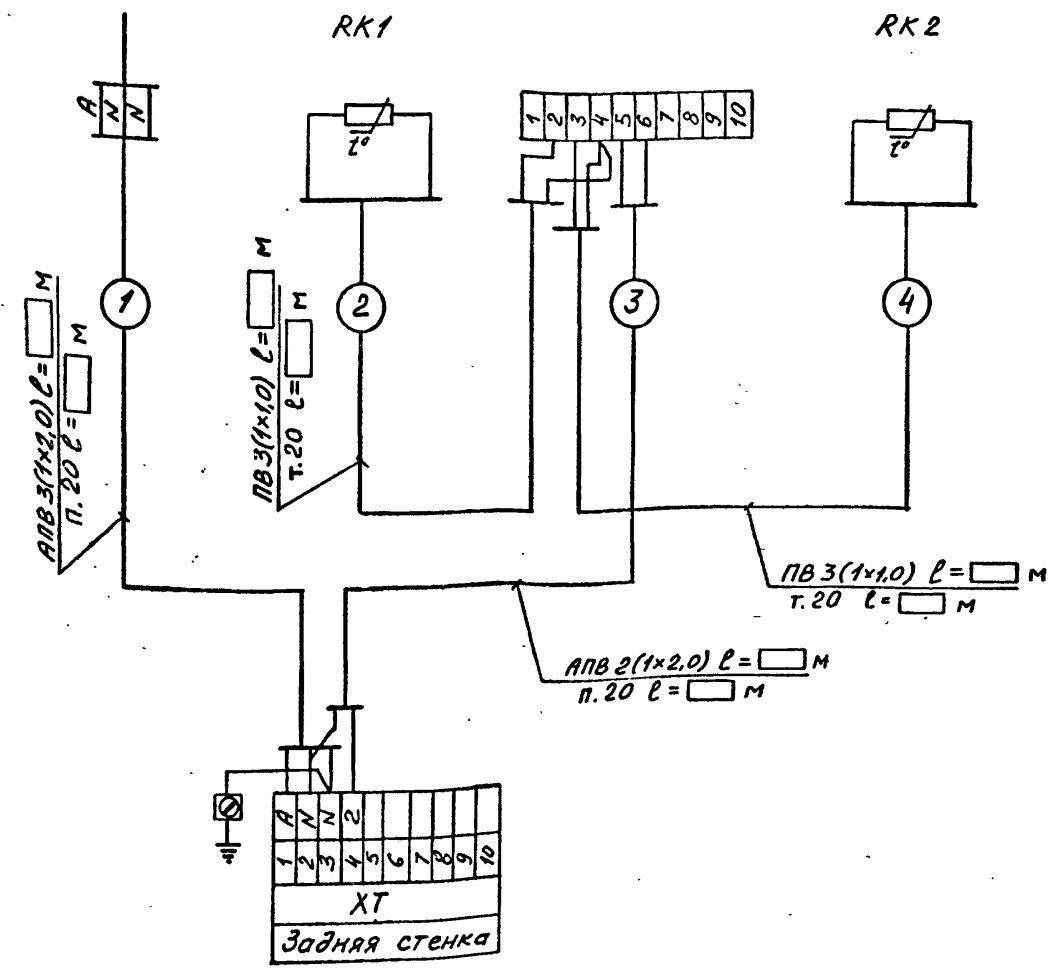 RK1
RK2
A
N
N
t°
1
2
3
4
5
6
7
8
9
10
t°
1
2
3
4
АПВ 3(1×2,0) ℓ= м
п.20 ℓ= м
ПВ 3(1×1,0) ℓ= м
т.20 ℓ= м
ПВ 3(1×1,0) ℓ= м
т.20 ℓ= м
АПВ 2(1×2,0) ℓ= м
п.20 ℓ= м
A
N
N
2
1
2
3
4
5
6
7
8
9
10
ХТ
Задняя стенка